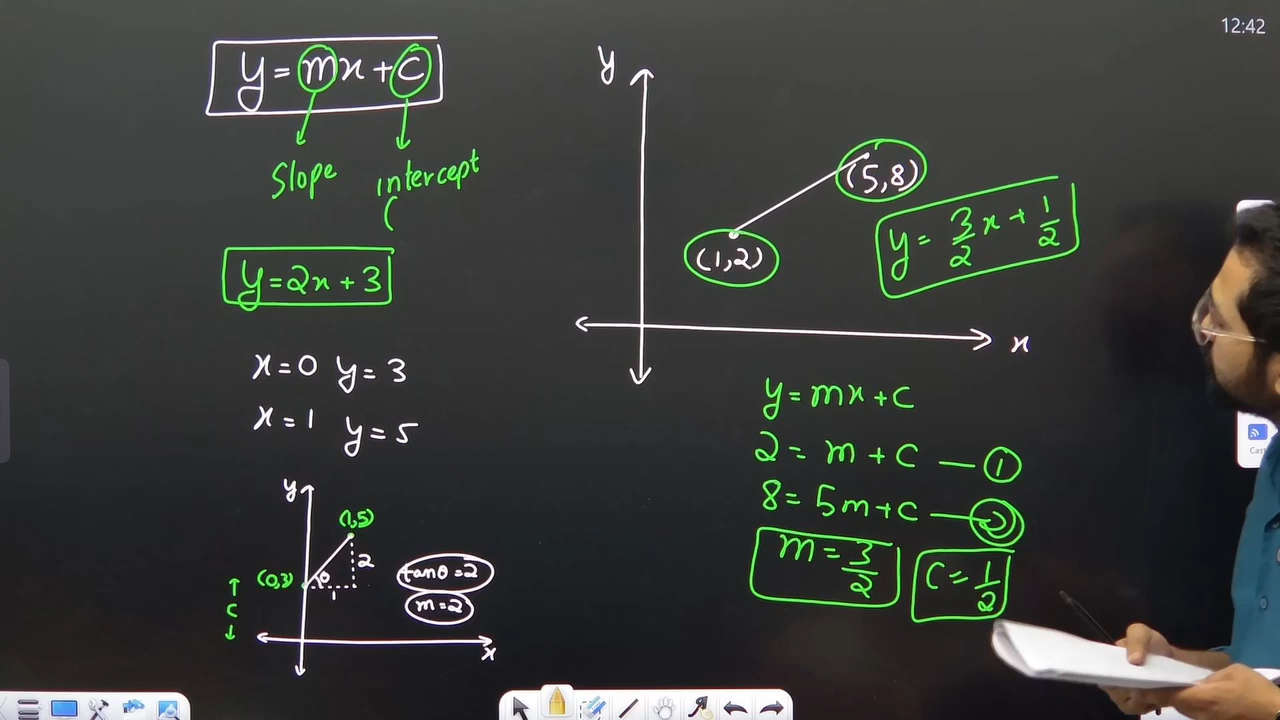 12:42
y = mx + c
Slope
intercept
(
y = 2x + 3
x = 0 y = 3
x = 1 y = 5
y
(1,5)
(0,3)
θ
2
1
c
x
tanθ = 2
m = 2
y
(5,8)
(1,2)
y = 3/2 x + 1/2
x
y = mx + c
2 = m + c — ①
8 = 5m + c — ②
m = 3/2
c = 1/2
Cast